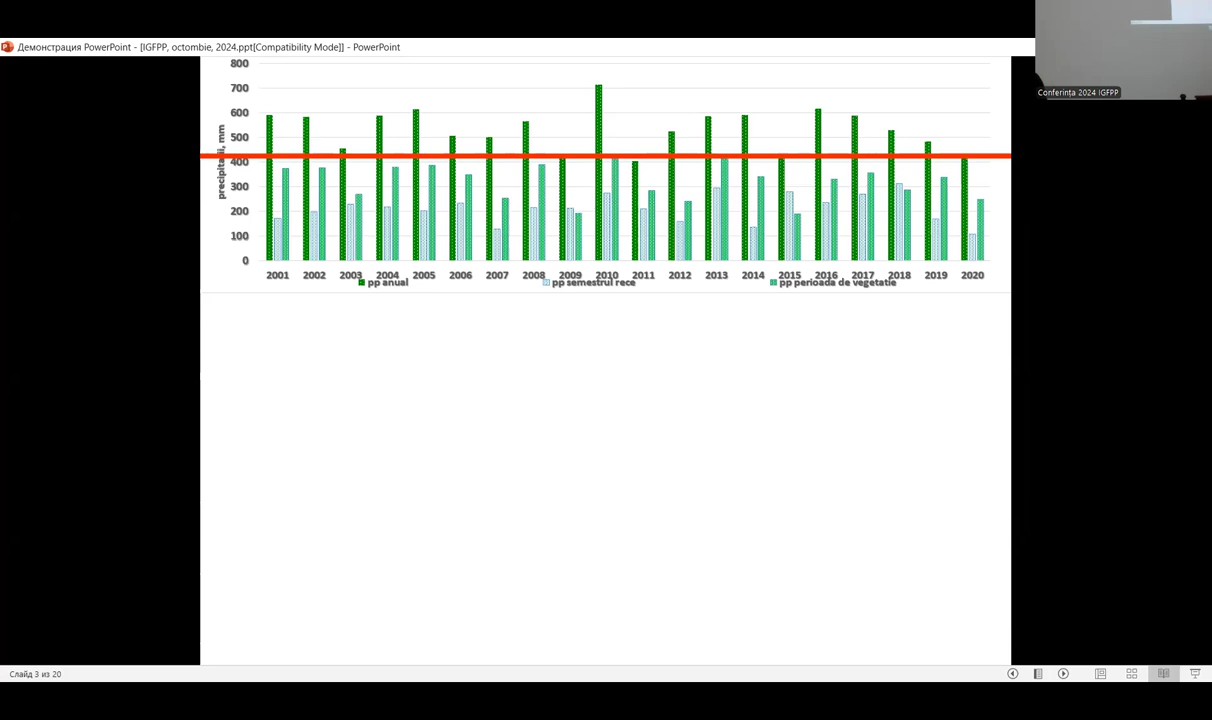 Демонстрация PowerPoint - [IGFPP, octombie, 2024.ppt[Compatibility Mode]] - PowerPoint
Conferința 2024 IGFPP
800
700
600
500
400
300
200
100
0
precipitatii, mm
2001 2002 2003 2004 2005 2006 2007 2008 2009 2010 2011 2012 2013 2014 2015 2016 2017 2018 2019 2020
pp anual pp semestrul rece pp perioada de vegetatie
Слайд 3 из 20